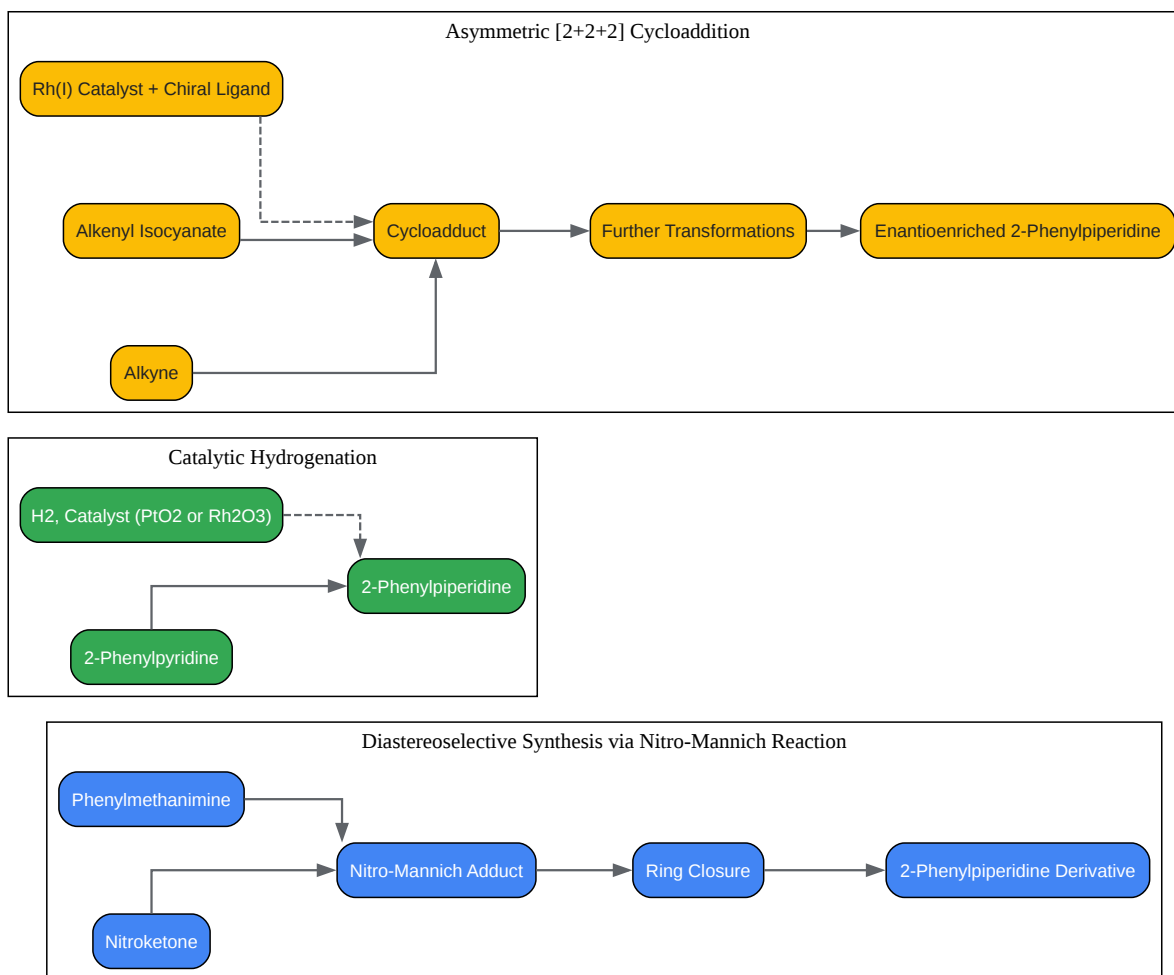 Asymmetric [2+2+2] Cycloaddition
Rh(I) Catalyst + Chiral Ligand
Alkenyl Isocyanate
Cycloadduct
Further Transformations
Enantioenriched 2-Phenylpiperidine
Alkyne
Catalytic Hydrogenation
H2, Catalyst (PtO2 or Rh2O3)
2-Phenylpiperidine
2-Phenylpyridine
Diastereoselective Synthesis via Nitro-Mannich Reaction
Phenylmethanimine
Nitro-Mannich Adduct
Ring Closure
2-Phenylpiperidine Derivative
Nitroketone